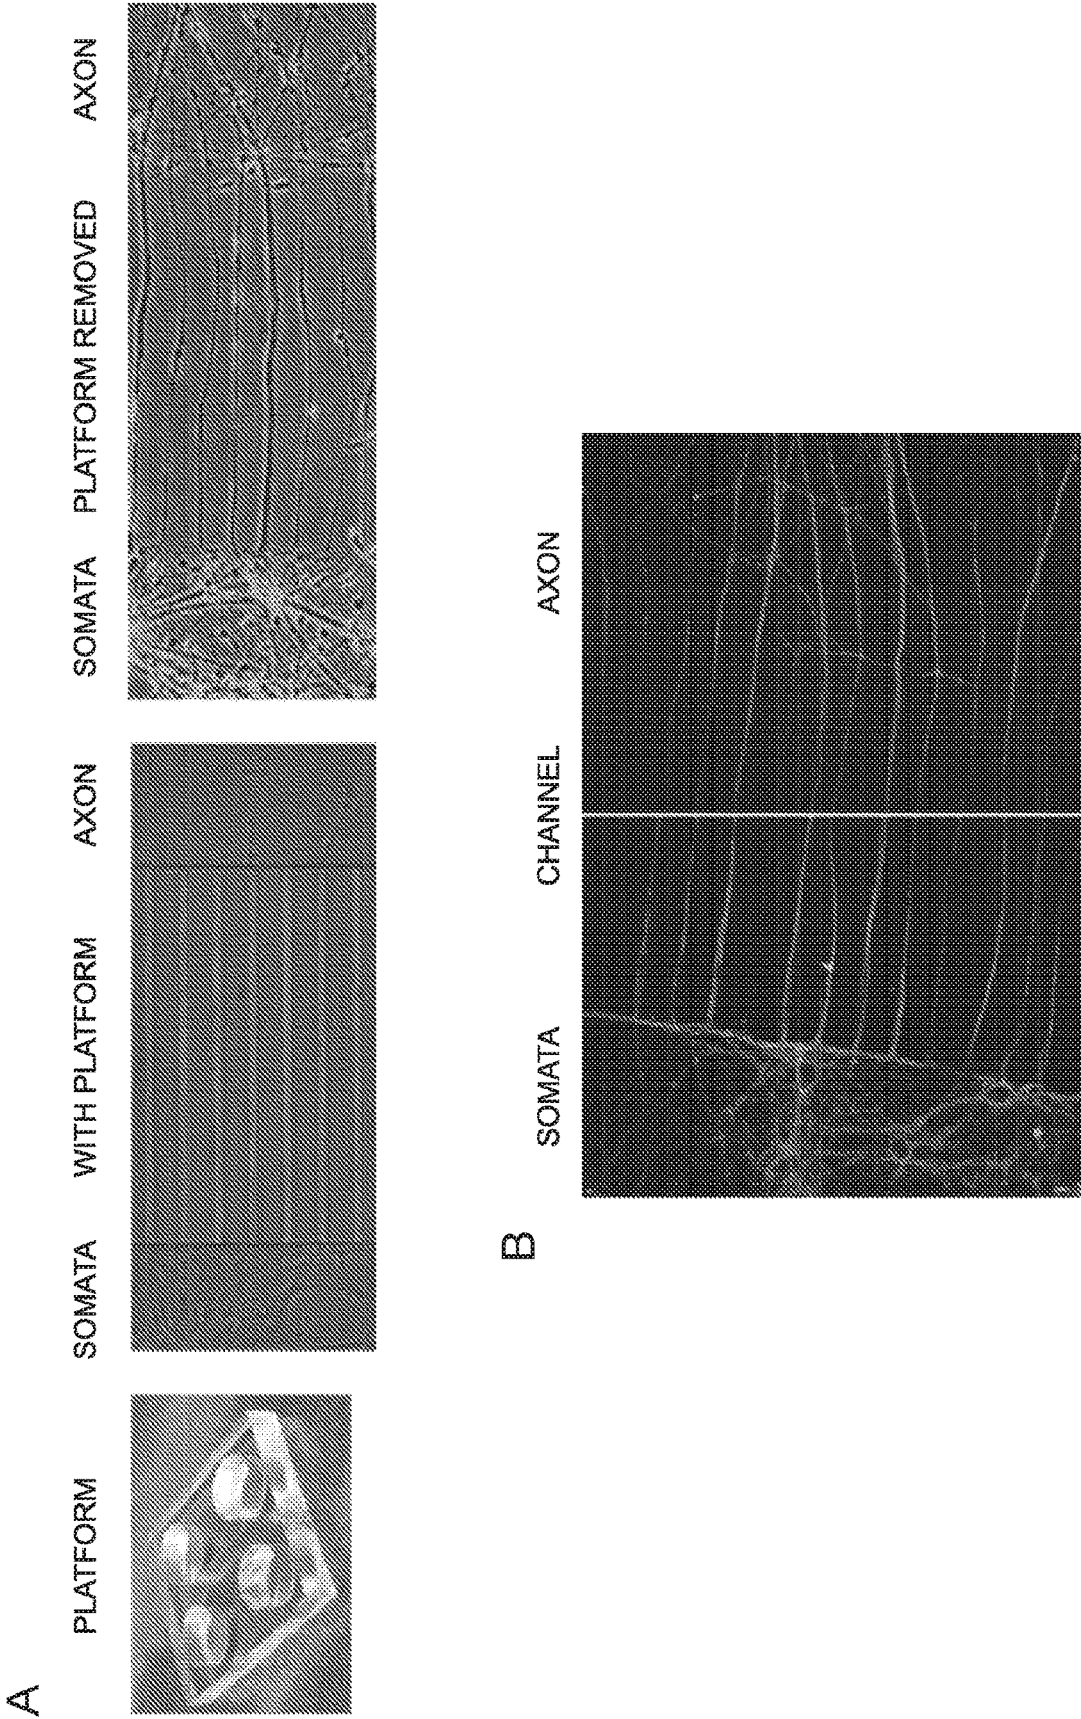 A
PLATFORM
SOMATA WITH PLATFORM AXON
SOMATA PLATFORM REMOVED AXON
B
SOMATA CHANNEL AXON